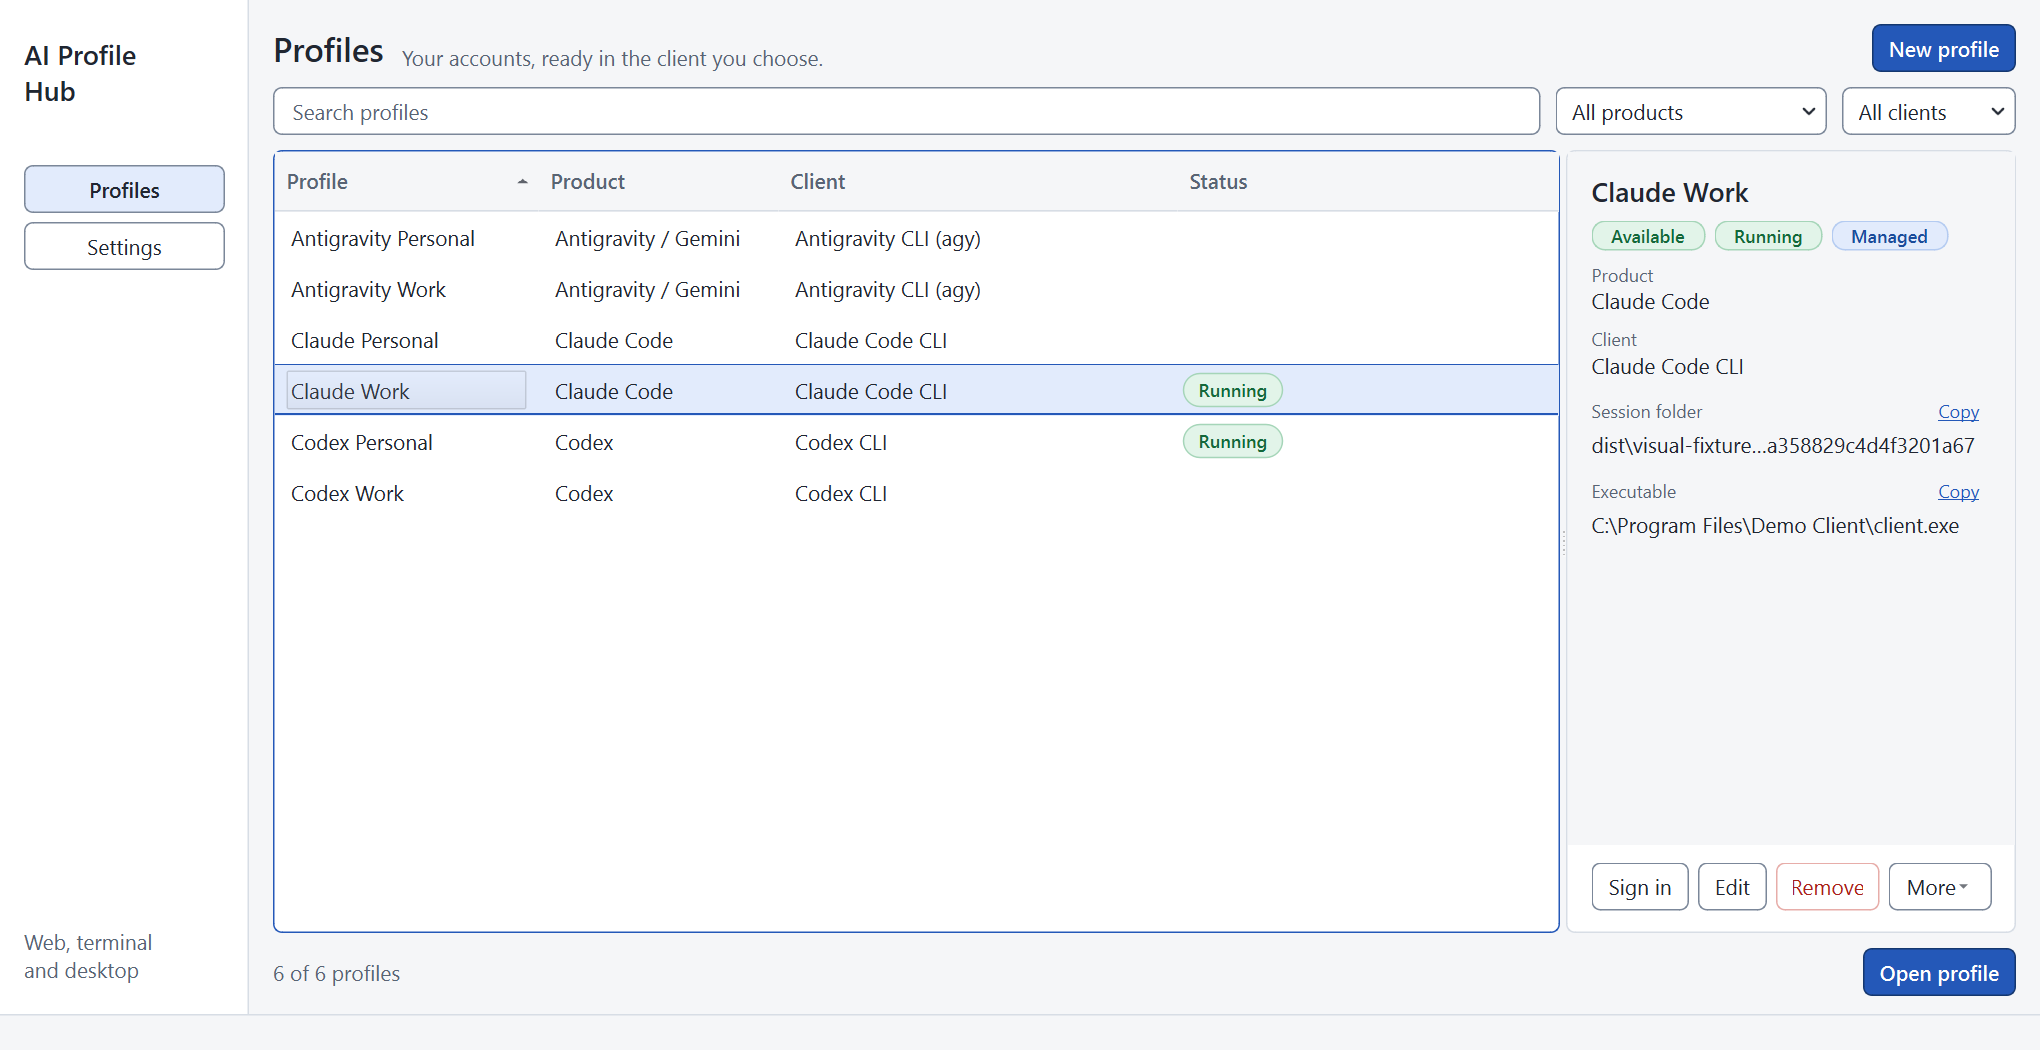 AI Profile
Hub
Profiles
Settings
Web, terminal
and desktop
Profiles Your accounts, ready in the client you choose.
New profile
Search profiles
All products
All clients
Profile Product Client Status
Antigravity Personal Antigravity / Gemini Antigravity CLI (agy)
Antigravity Work Antigravity / Gemini Antigravity CLI (agy)
Claude Personal Claude Code Claude Code CLI
Claude Work Claude Code Claude Code CLI Running
Codex Personal Codex Codex CLI Running
Codex Work Codex Codex CLI
6 of 6 profiles
Claude Work
Available Running Managed
Product
Claude Code
Client
Claude Code CLI
Session folder Copy
dist\visual-fixture...a358829c4d4f3201a67
Executable Copy
C:\Program Files\Demo Client\client.exe
Sign in Edit Remove More
Open profile